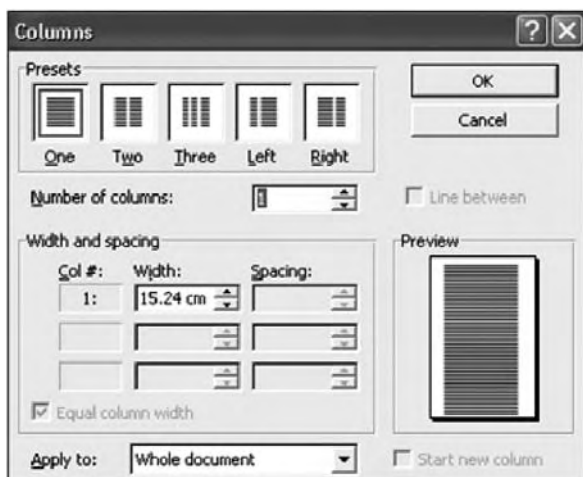 Columns
Presets
OK
Cancel
One Two Three Left Right
Number of columns: 1 Line between
Width and spacing Preview
Col #: Width: Spacing:
1: 15.24 cm
Equal column width
Apply to: Whole document Start new column